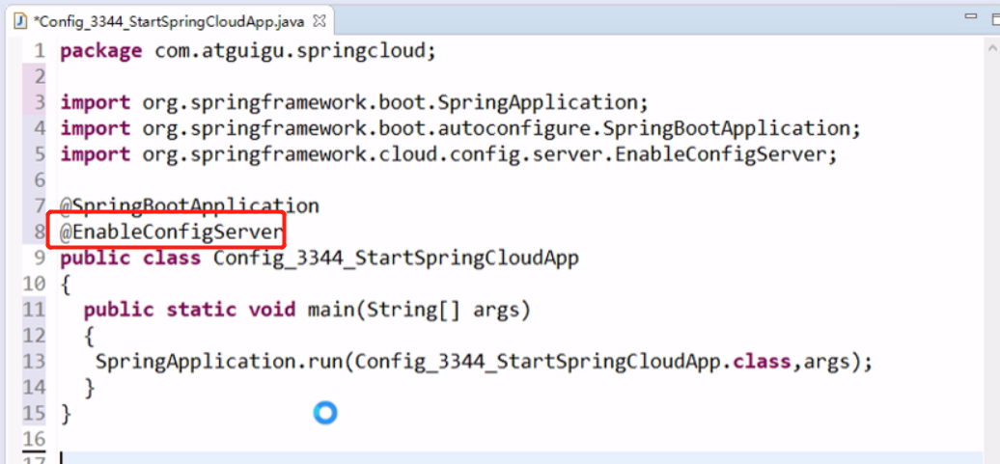 *Config_3344_StartSpringCloudApp.java
1 package com.atguigu.springcloud;
2
3 import org.springframework.boot.SpringApplication;
4 import org.springframework.boot.autoconfigure.SpringBootApplication;
5 import org.springframework.cloud.config.server.EnableConfigServer;
6
7 @SpringBootApplication
8 @EnableConfigServer
9 public class Config_3344_StartSpringCloudApp
10 {
11 public static void main(String[] args)
12 {
13 SpringApplication.run(Config_3344_StartSpringCloudApp.class,args);
14 }
15 }
16
17